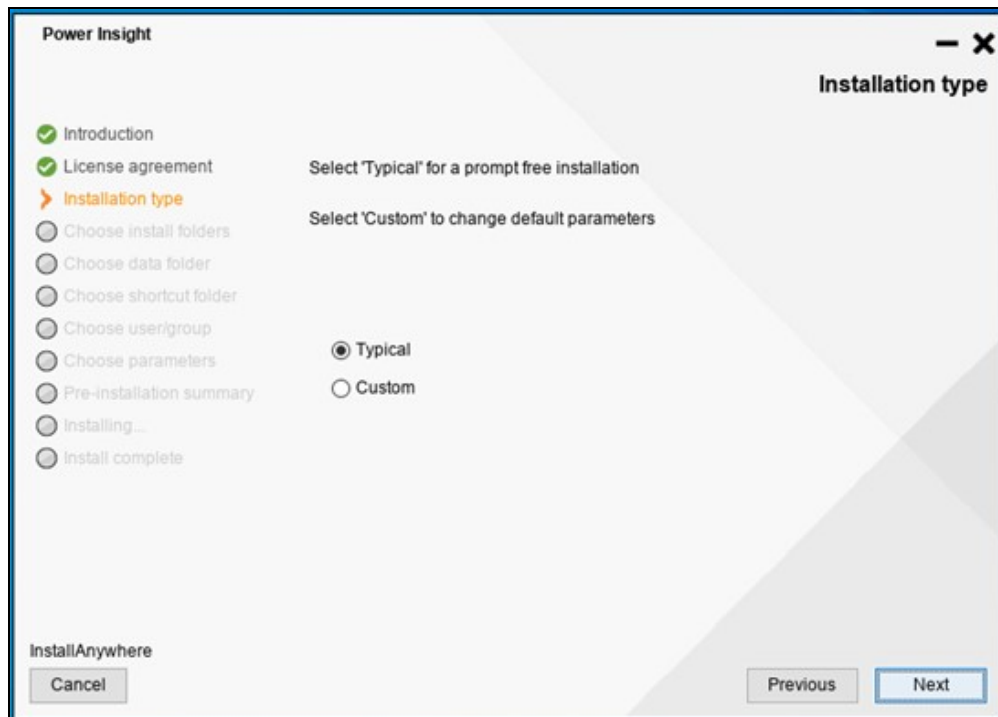 Power Insight
Installation type
Introduction
License agreement
Installation type
Choose install folders
Choose data folder
Choose shortcut folder
Choose user/group
Choose parameters
Pre-installation summary
Installing...
Install complete
Select 'Typical' for a prompt free installation
Select 'Custom' to change default parameters
Typical
Custom
InstallAnywhere
Cancel
Previous
Next